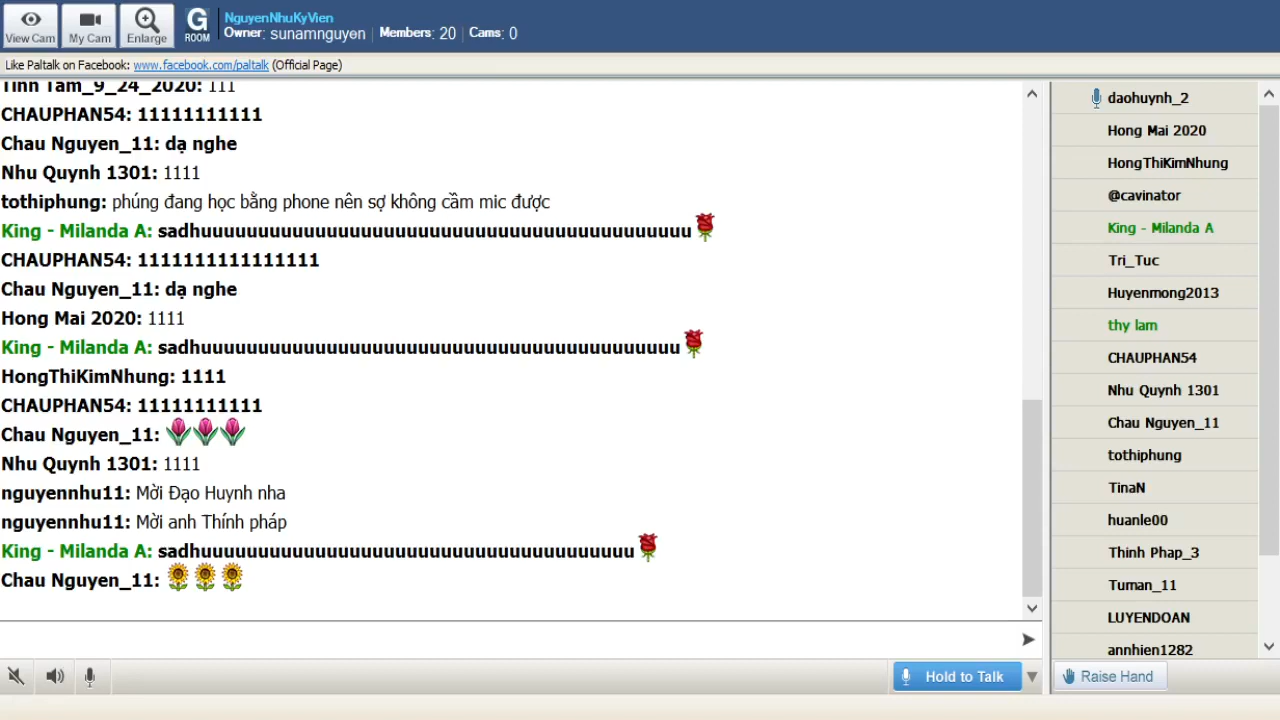 View Cam
My Cam
Enlarge
G
ROOM
NguyenNhuKyVien
Owner: sunamnguyen
Members: 20
Cams: 0
Like Paltalk on Facebook: www.facebook.com/paltalk (Official Page)
Tinh Tam_9_24_2020: 111
CHAUPHAN54: 11111111111
Chau Nguyen_11: dạ nghe
Nhu Quynh 1301: 1111
tothiphung: phúng đang học bằng phone nên sợ không cầm mic được
King - Milanda A: sadhuuuuuuuuuuuuuuuuuuuuuuuuuuuuuuuuuuuuuuuuuuu
CHAUPHAN54: 1111111111111111
Chau Nguyen_11: dạ nghe
Hong Mai 2020: 1111
King - Milanda A: sadhuuuuuuuuuuuuuuuuuuuuuuuuuuuuuuuuuuuuuuuuuu
HongThiKimNhung: 1111
CHAUPHAN54: 11111111111
Chau Nguyen_11:
Nhu Quynh 1301: 1111
nguyennhu11: Mời Đạo Huynh nha
nguyennhu11: Mời anh Thính pháp
King - Milanda A: sadhuuuuuuuuuuuuuuuuuuuuuuuuuuuuuuuuuuuuuu
Chau Nguyen_11:
Hold to Talk
daohuynh_2
Hong Mai 2020
HongThiKimNhung
@cavinator
King - Milanda A
Tri_Tuc
Huyenmong2013
thy lam
CHAUPHAN54
Nhu Quynh 1301
Chau Nguyen_11
tothiphung
TinaN
huanle00
Thinh Phap_3
Tuman_11
LUYENDOAN
annhien1282
Raise Hand